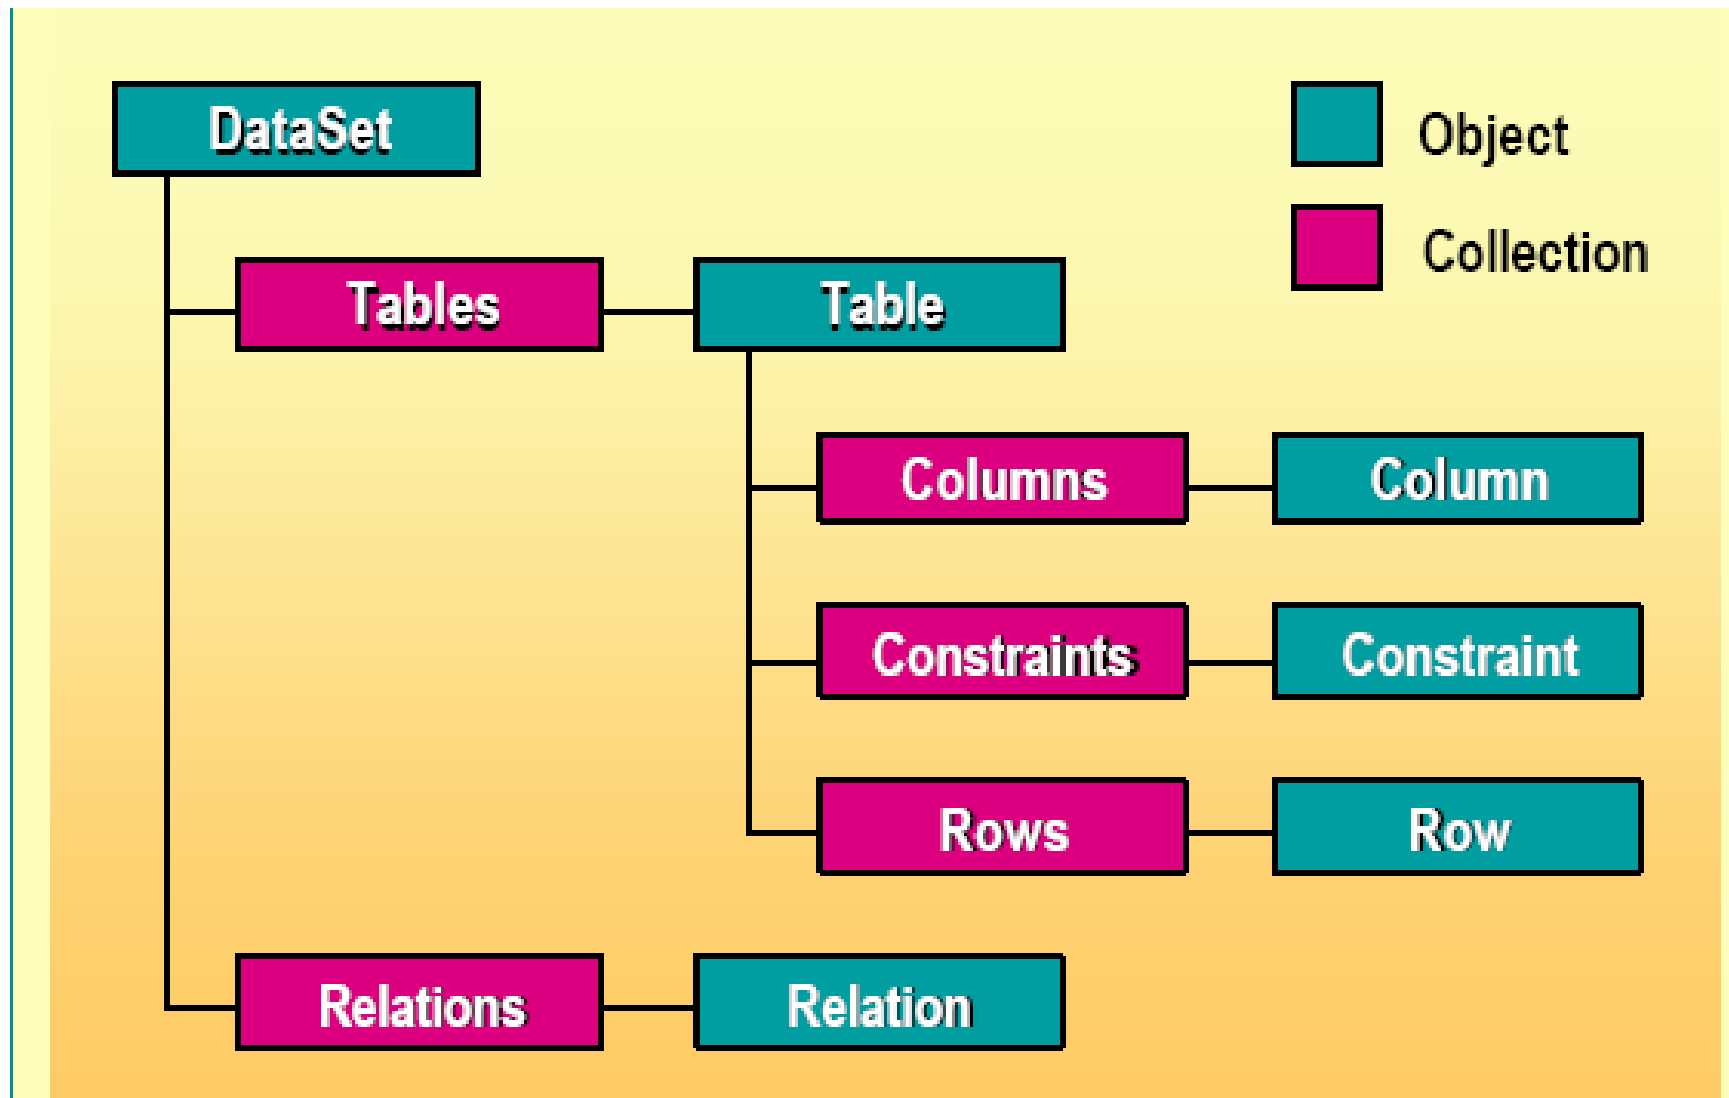 DataSet
Object
Collection
Tables
Table
Columns
Column
Constraints
Constraint
Rows
Row
Relations
Relation